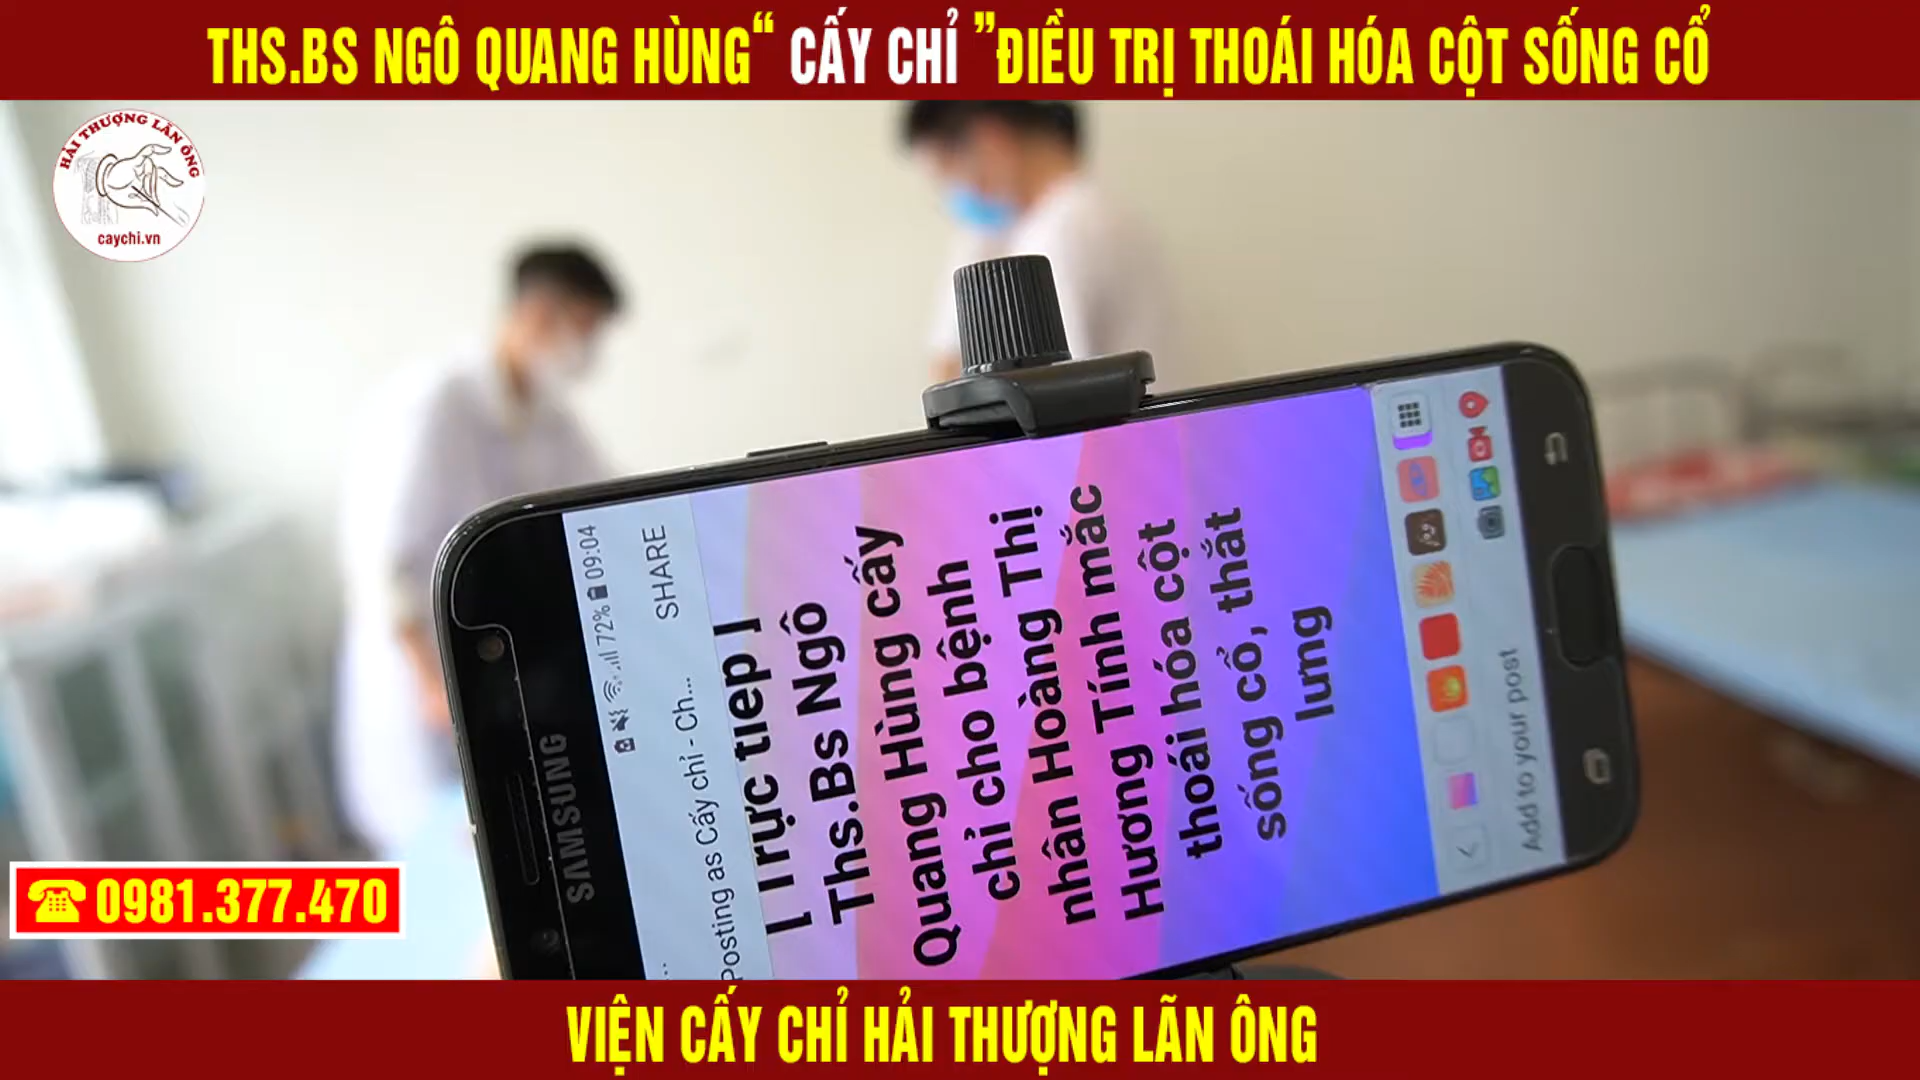 THS.BS NGÔ QUANG HÙNG“ CẤY CHỈ ”ĐIỀU TRỊ THOÁI HÓA CỘT SỐNG CỔ
HẢI THƯỢNG LÃN ÔNG
caychi.vn
SAMSUNG
72% 09:04
SHARE
Posting as Cấy chỉ - Ch...
[ Trực tiep ]
Ths.Bs Ngô
Quang Hùng cấy
chỉ cho bệnh
nhân Hoàng Thị
Hương Tính mắc
thoái hóa cột
sống cổ, thắt
lưng
Add to your post
0981.377.470
VIỆN CẤY CHỈ HẢI THƯỢNG LÃN ÔNG